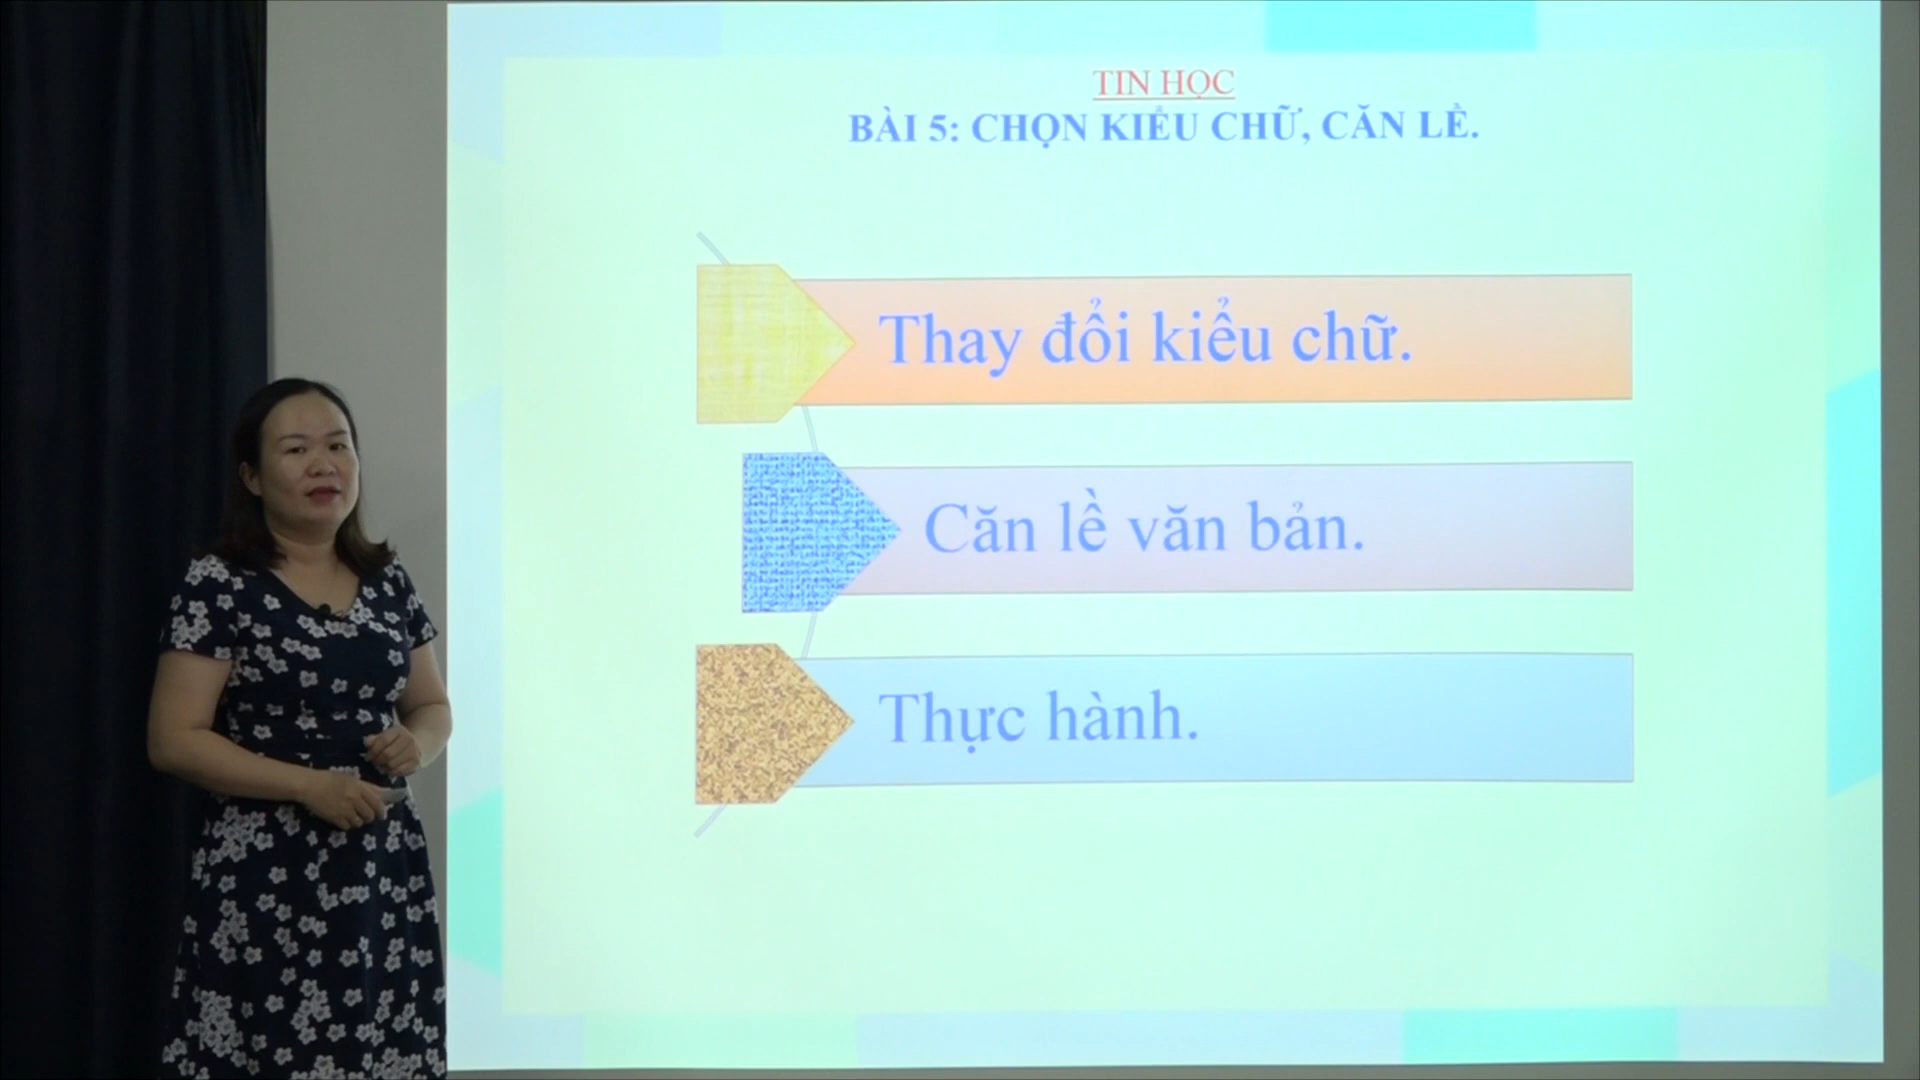 TIN HỌC
BÀI 5: CHỌN KIỂU CHỮ, CĂN LỀ.
Thay đổi kiểu chữ.
Căn lề văn bản.
Thực hành.